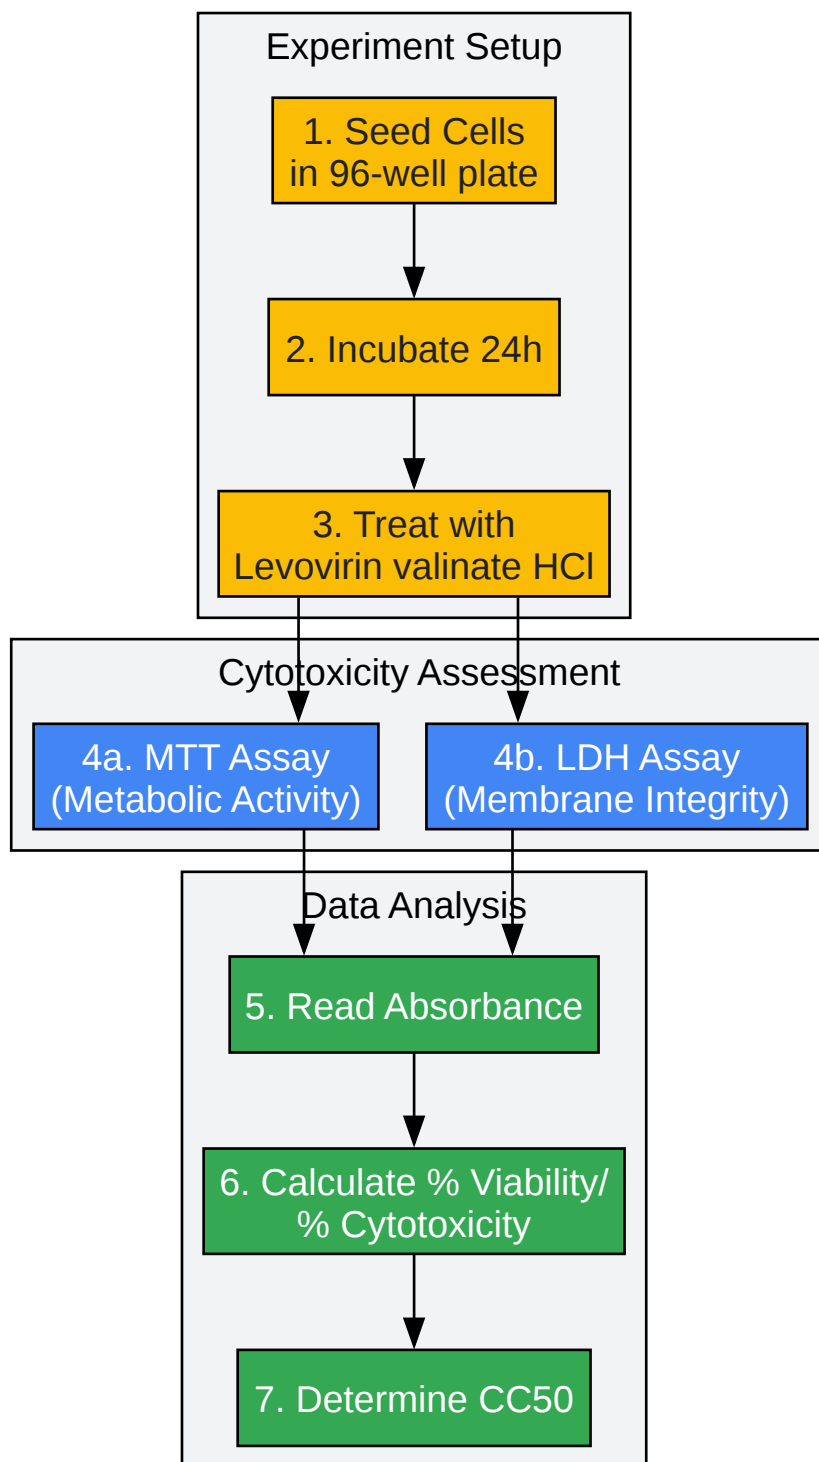 Experiment Setup
1. Seed Cells
in 96-well plate
2. Incubate 24h
3. Treat with
Levovirin valinate HCl
Cytotoxicity Assessment
4a. MTT Assay
(Metabolic Activity)
4b. LDH Assay
(Membrane Integrity)
Data Analysis
5. Read Absorbance
6. Calculate % Viability/
% Cytotoxicity
7. Determine CC50